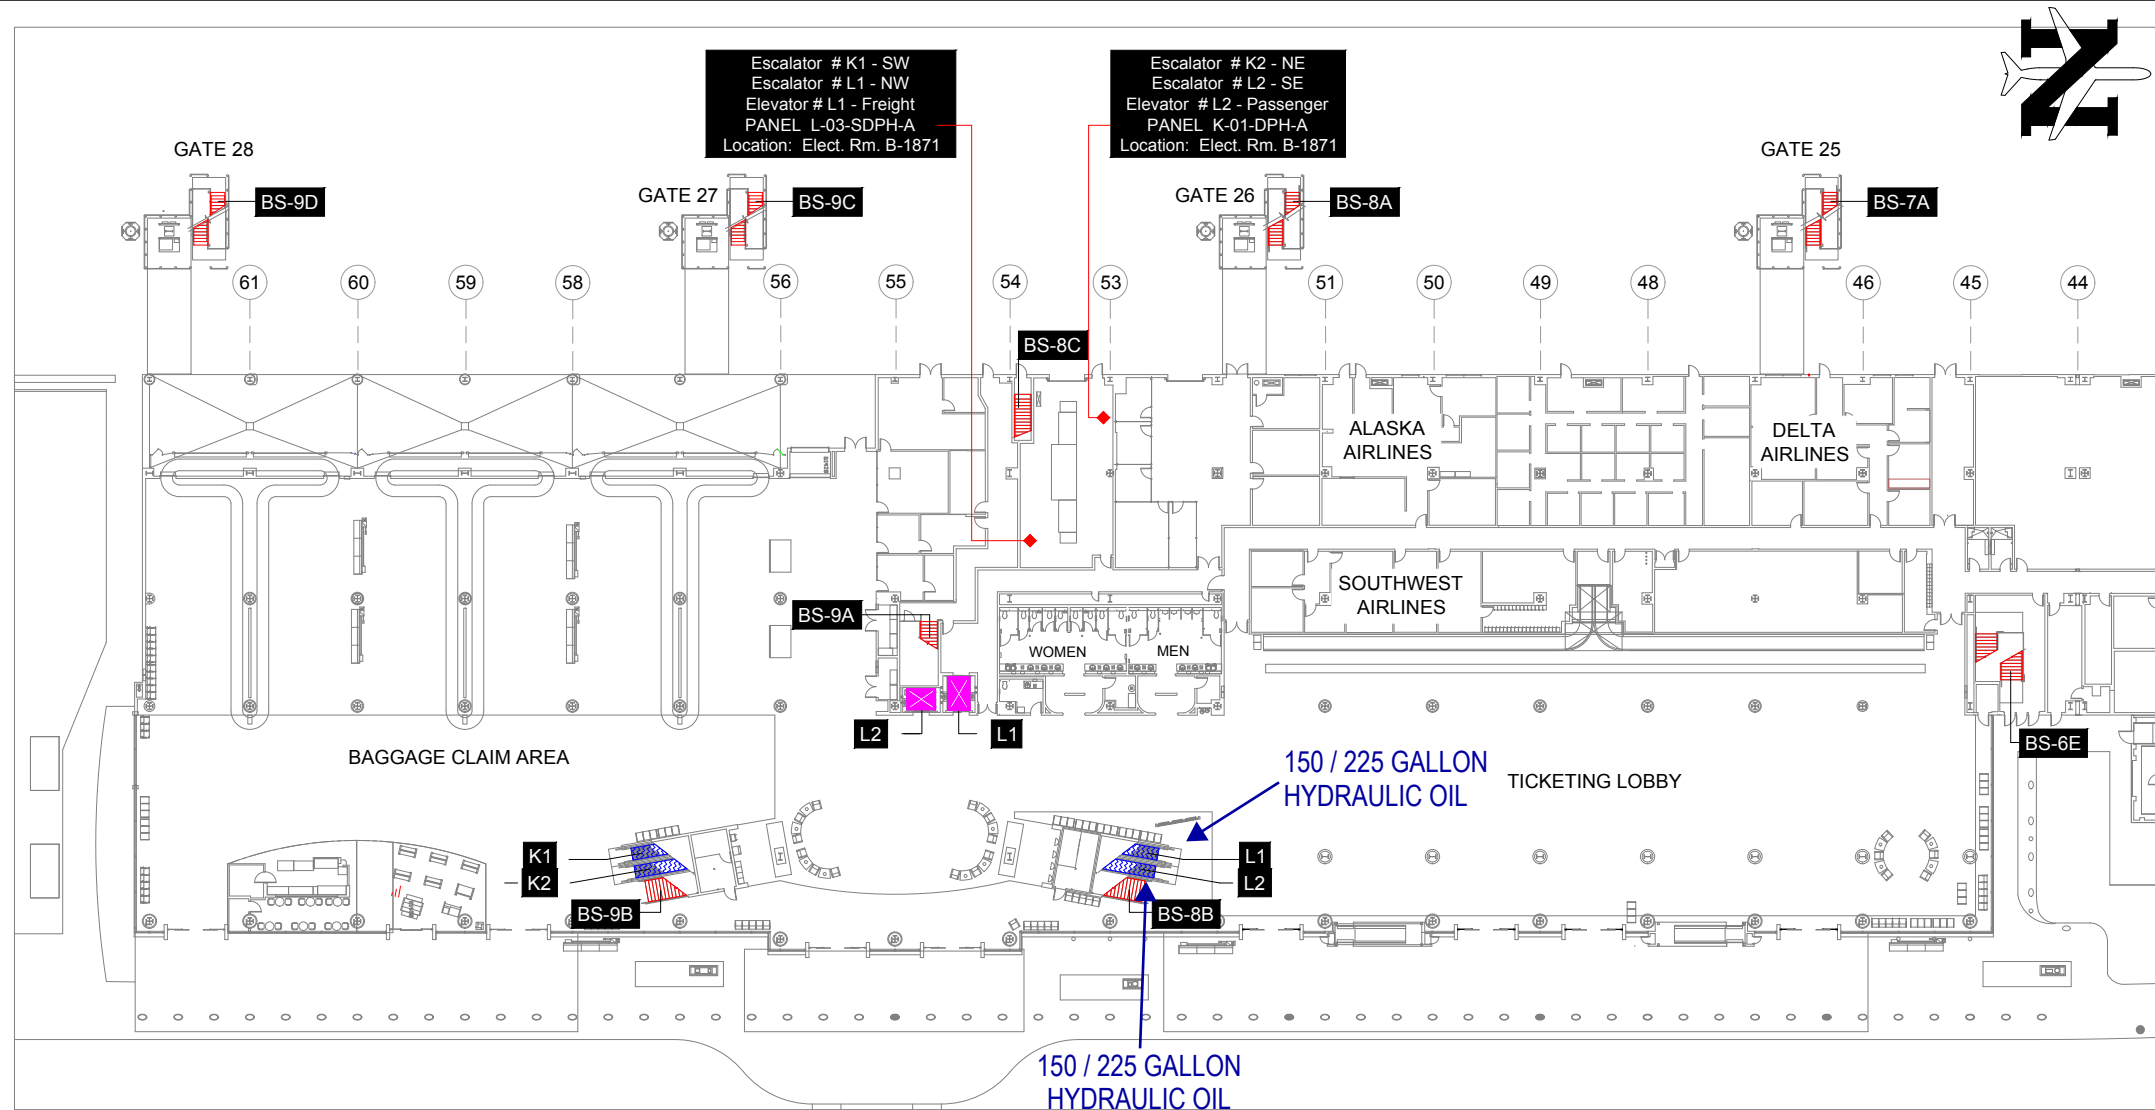 Escalator # K1 - SW
Escalator # L1 - NW
Elevator # L1 - Freight
PANEL L-03-SDPH-A
Location: Elect. Rm. B-1871
Escalator # K2 - NE
Escalator # L2 - SE
Elevator # L2 - Passenger
PANEL K-01-DPH-A
Location: Elect. Rm. B-1871
N
GATE 28
GATE 27
GATE 26
GATE 25
BS-9D
BS-9C
BS-8A
BS-7A
61
60
59
58
56
55
54
53
51
50
49
48
46
45
44
BS-8C
ALASKA
AIRLINES
DELTA
AIRLINES
SOUTHWEST
AIRLINES
BS-9A
WOMEN
MEN
L2
L1
BS-6E
BAGGAGE CLAIM AREA
150 / 225 GALLON
HYDRAULIC OIL
TICKETING LOBBY
K1
K2
L1
L2
BS-9B
BS-8B
150 / 225 GALLON
HYDRAULIC OIL